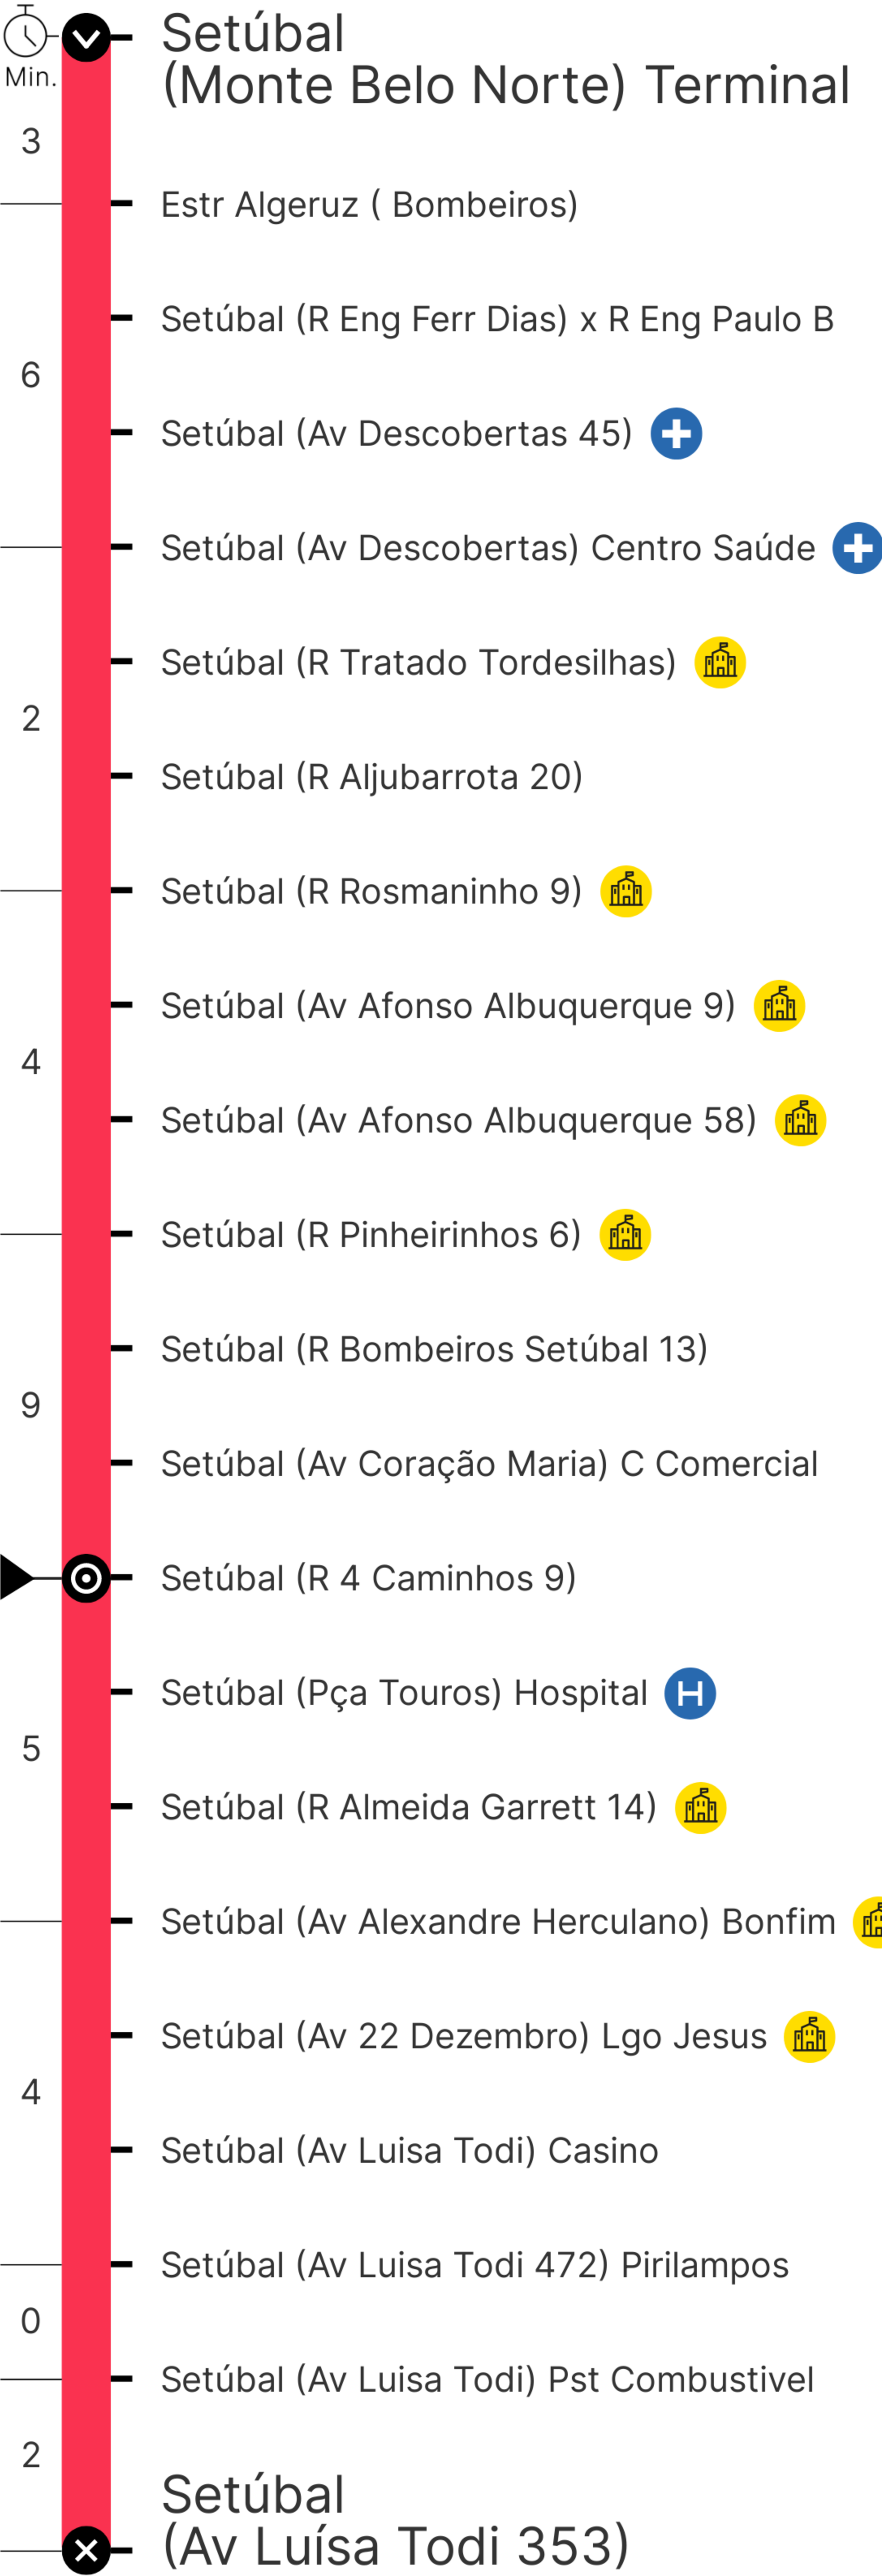 Setúbal
(Monte Belo Norte) Terminal
Min.
3
Estr Algeruz ( Bombeiros)
Setúbal (R Eng Ferr Dias) x R Eng Paulo B
6
Setúbal (Av Descobertas 45)
Setúbal (Av Descobertas) Centro Saúde
Setúbal (R Tratado Tordesilhas)
2
Setúbal (R Aljubarrota 20)
Setúbal (R Rosmaninho 9)
Setúbal (Av Afonso Albuquerque 9)
4
Setúbal (Av Afonso Albuquerque 58)
Setúbal (R Pinheirinhos 6)
Setúbal (R Bombeiros Setúbal 13)
9
Setúbal (Av Coração Maria) C Comercial
Setúbal (R 4 Caminhos 9)
Setúbal (Pça Touros) Hospital H
5
Setúbal (R Almeida Garrett 14)
Setúbal (Av Alexandre Herculano) Bonfim
Setúbal (Av 22 Dezembro) Lgo Jesus
4
Setúbal (Av Luisa Todi) Casino
Setúbal (Av Luisa Todi 472) Pirilampos
0
Setúbal (Av Luisa Todi) Pst Combustivel
2
Setúbal
(Av Luísa Todi 353)